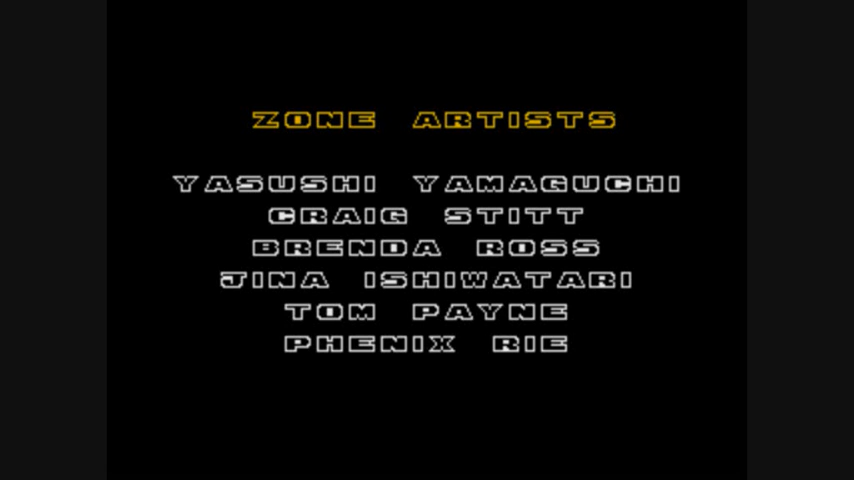 ZONE ARTISTS
YASUSHI YAMAGUCHI
CRAIG STITT
BRENDA ROSS
JINA ISHIWATARI
TOM PAYNE
PHENIX RIE